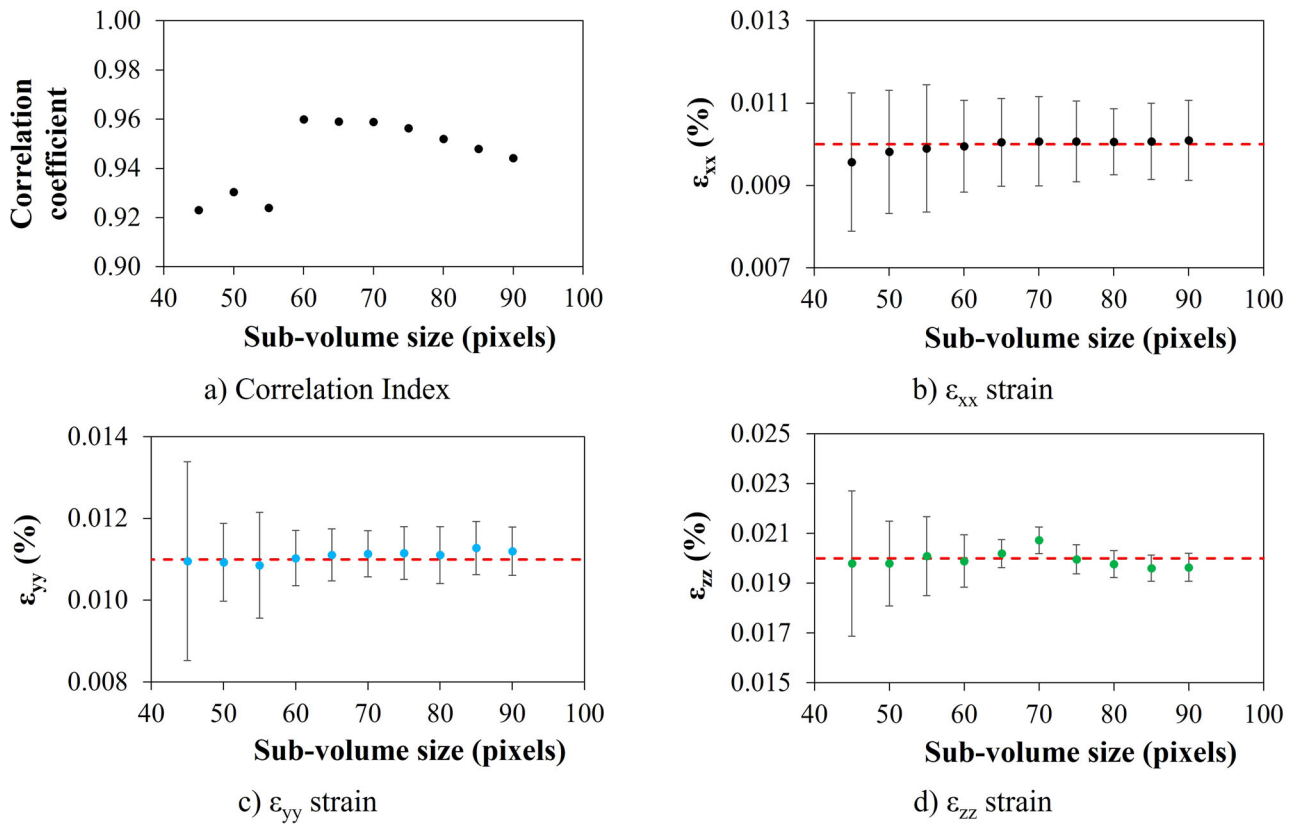 1.00
0.98
0.96
0.94
0.92
0.90
Correlation
coefficient
40 50 60 70 80 90 100
Sub-volume size (pixels)
a) Correlation Index
0.013
0.011
0.009
0.007
εxx (%)
40 50 60 70 80 90 100
Sub-volume size (pixels)
b) εxx strain
0.014
0.012
0.010
0.008
εyy (%)
40 50 60 70 80 90 100
Sub-volume size (pixels)
c) εyy strain
0.025
0.023
0.021
0.019
0.017
0.015
εzz (%)
40 50 60 70 80 90 100
Sub-volume size (pixels)
d) εzz strain